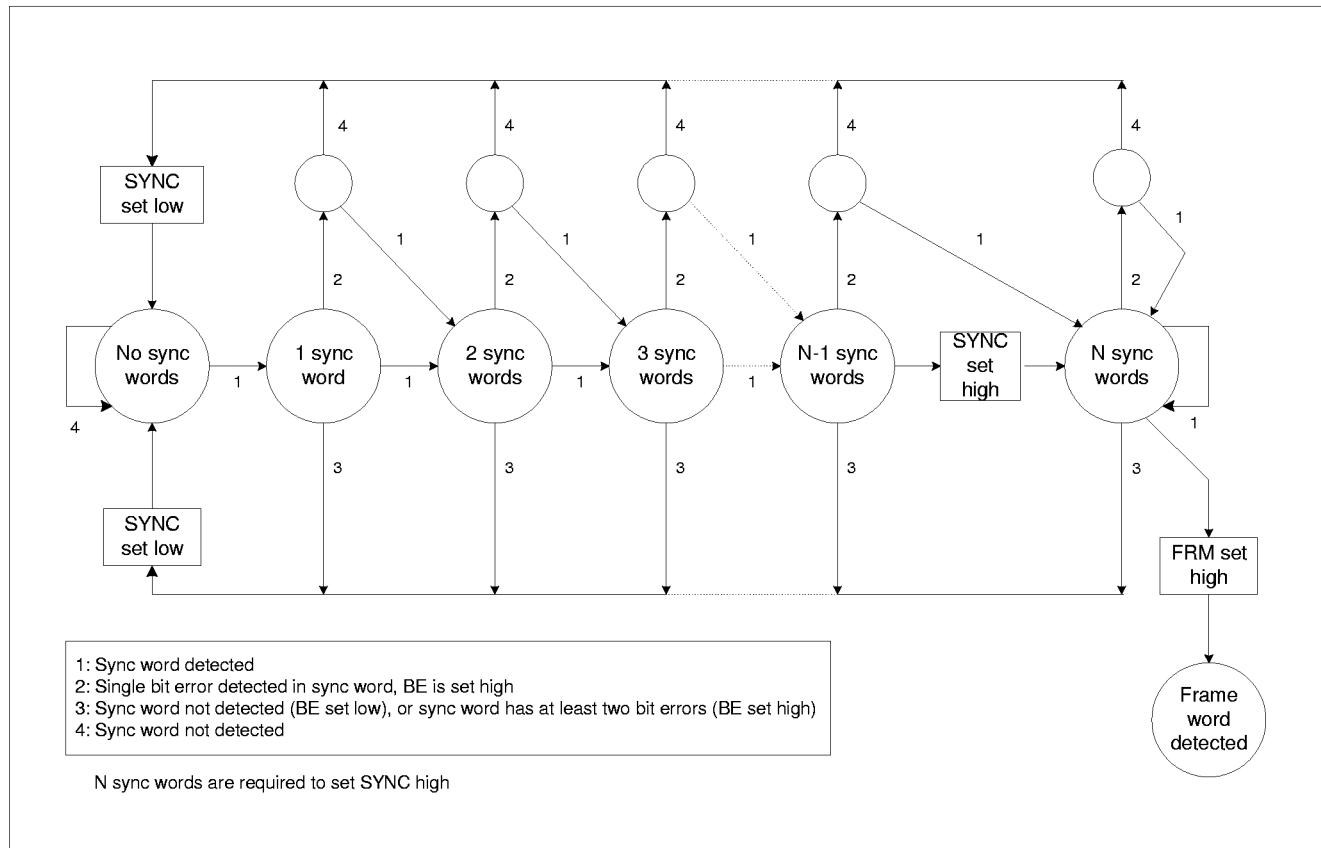 4
4
4
4
4
SYNC
set low
1
1
1
1
1
2
2
2
2
2
No sync
words
1 sync
word
2 sync
words
3 sync
words
N-1 sync
words
SYNC
set
high
N sync
words
1
1
1
1
1
4
3
3
3
3
3
SYNC
set low
FRM set
high
1: Sync word detected
2: Single bit error detected in sync word, BE is set high
3: Sync word not detected (BE set low), or sync word has at least two bit errors (BE set high)
4: Sync word not detected
Frame
word
detected
N sync words are required to set SYNC high